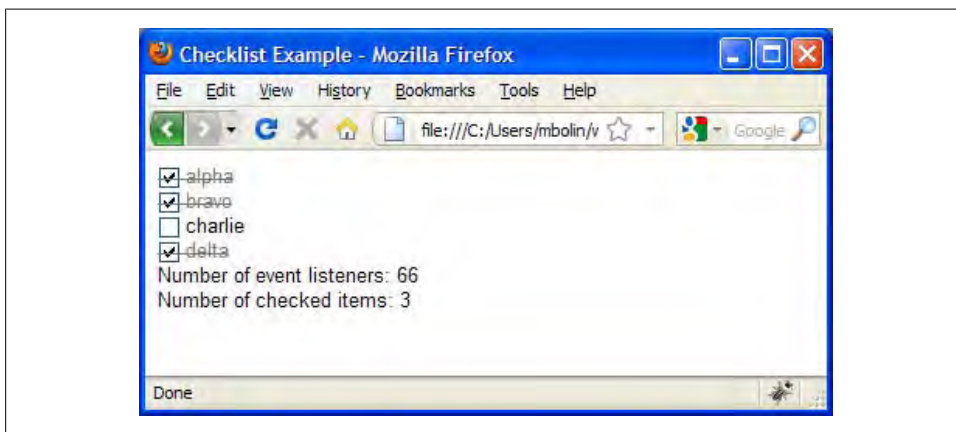 Checklist Example - Mozilla Firefox
File Edit View History Bookmarks Tools Help
file:///C:/Users/mbolin/v Google
alpha
bravo
charlie
delta
Number of event listeners: 66
Number of checked items: 3
Done